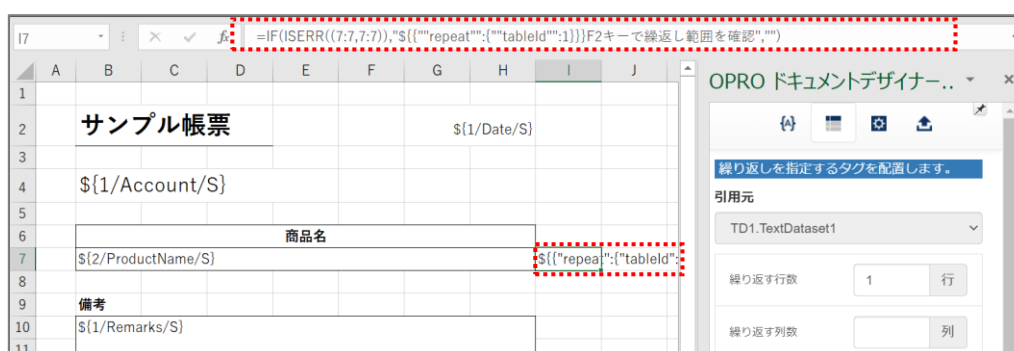 I7 fx =IF(ISERR((7:7,7:7)),"${{""repeat"":{""tableId"":1}}}F2キーで繰返し範囲を確認","")
A B C D E F G H I J
OPRO ドキュメントデザイナー..
1
2 サンプル帳票 ${1/Date/S}
{A}
3
繰り返しを指定するタグを配置します。
4 ${1/Account/S}
引用元
5
TD1.TextDataset1
6 商品名
7 ${2/ProductName/S} ${{"repeat":{"tableId":
8
繰り返す行数 1 行
9 備考
10 ${1/Remarks/S}
繰り返す列数 列
11